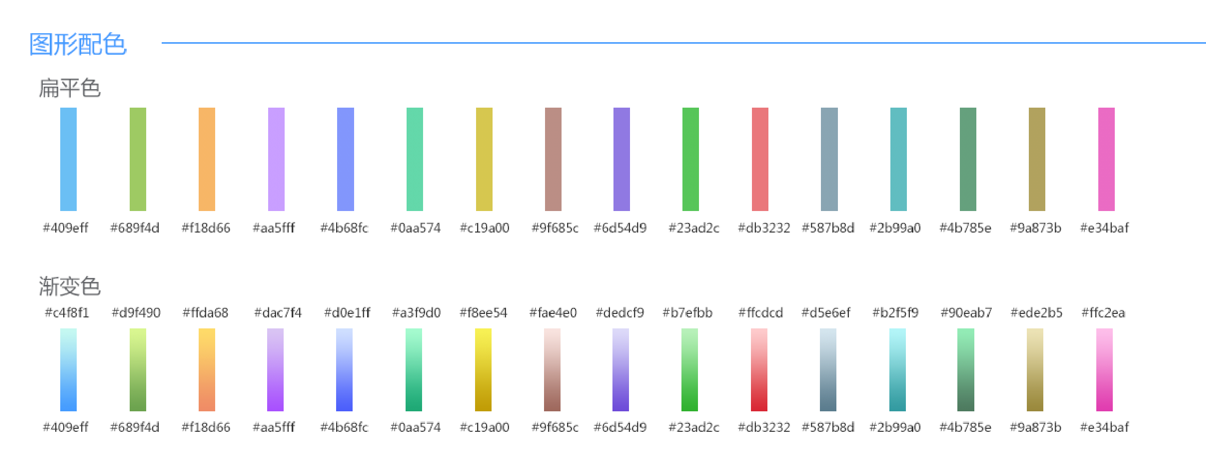 图形配色
扁平色
#409eff #689f4d #f18d66 #aa5fff #4b68fc #0aa574 #c19a00 #9f685c #6d54d9 #23ad2c #db3232 #587b8d #2b99a0 #4b785e #9a873b #e34baf
渐变色
#c4f8f1 #d9f490 #ffda68 #dac7f4 #d0e1ff #a3f9d0 #f8ee54 #fae4e0 #dedcf9 #b7efbb #ffcdcd #d5e6ef #b2f5f9 #90eab7 #ede2b5 #ffc2ea
#409eff #689f4d #f18d66 #aa5fff #4b68fc #0aa574 #c19a00 #9f685c #6d54d9 #23ad2c #db3232 #587b8d #2b99a0 #4b785e #9a873b #e34baf